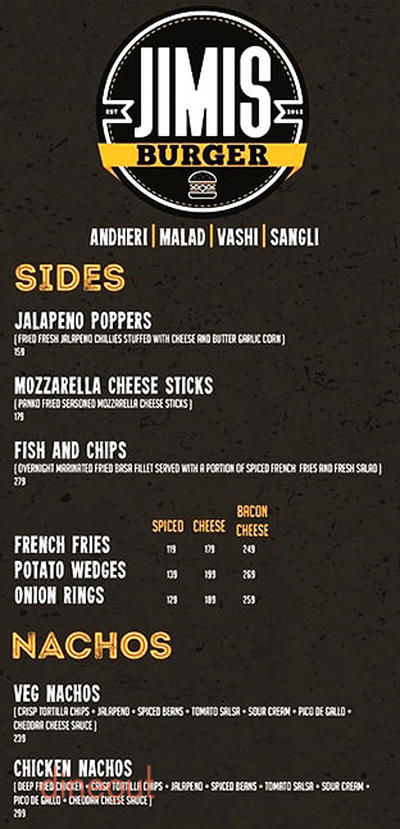 EST 2013
JIMIS
BURGER
ANDHERI | MALAD | VASHI | SANGLI
SIDES
JALAPENO POPPERS
( FRIED FRESH JALAPENO CHILLIES STUFFED WITH CHEESE AND BUTTER GARLIC CORN )
159
MOZZARELLA CHEESE STICKS
( PANKO FRIED SEASONED MOZZARELLA CHEESE STICKS )
179
FISH AND CHIPS
( OVERNIGHT MARINATED FRIED BASA FILLET SERVED WITH A PORTION OF SPICED FRENCH FRIES AND FRESH SALAD )
279
SPICED CHEESE BACON CHEESE
FRENCH FRIES 119 179 249
POTATO WEDGES 139 199 269
ONION RINGS 129 189 259
NACHOS
VEG NACHOS
( CRISP TORTILLA CHIPS + JALAPENO + SPICED BEANS + TOMATO SALSA + SOUR CREAM + PICO DE GALLO +
CHEDDAR CHEESE SAUCE )
239
CHICKEN NACHOS
( DEEP FRIED CHICKEN + CRISP TORTILLA CHIPS + JALAPENO + SPICED BEANS + TOMATO SALSA + SOUR CREAM +
PICO DE GALLO + CHEDDAR CHEESE SAUCE )
299
dineout